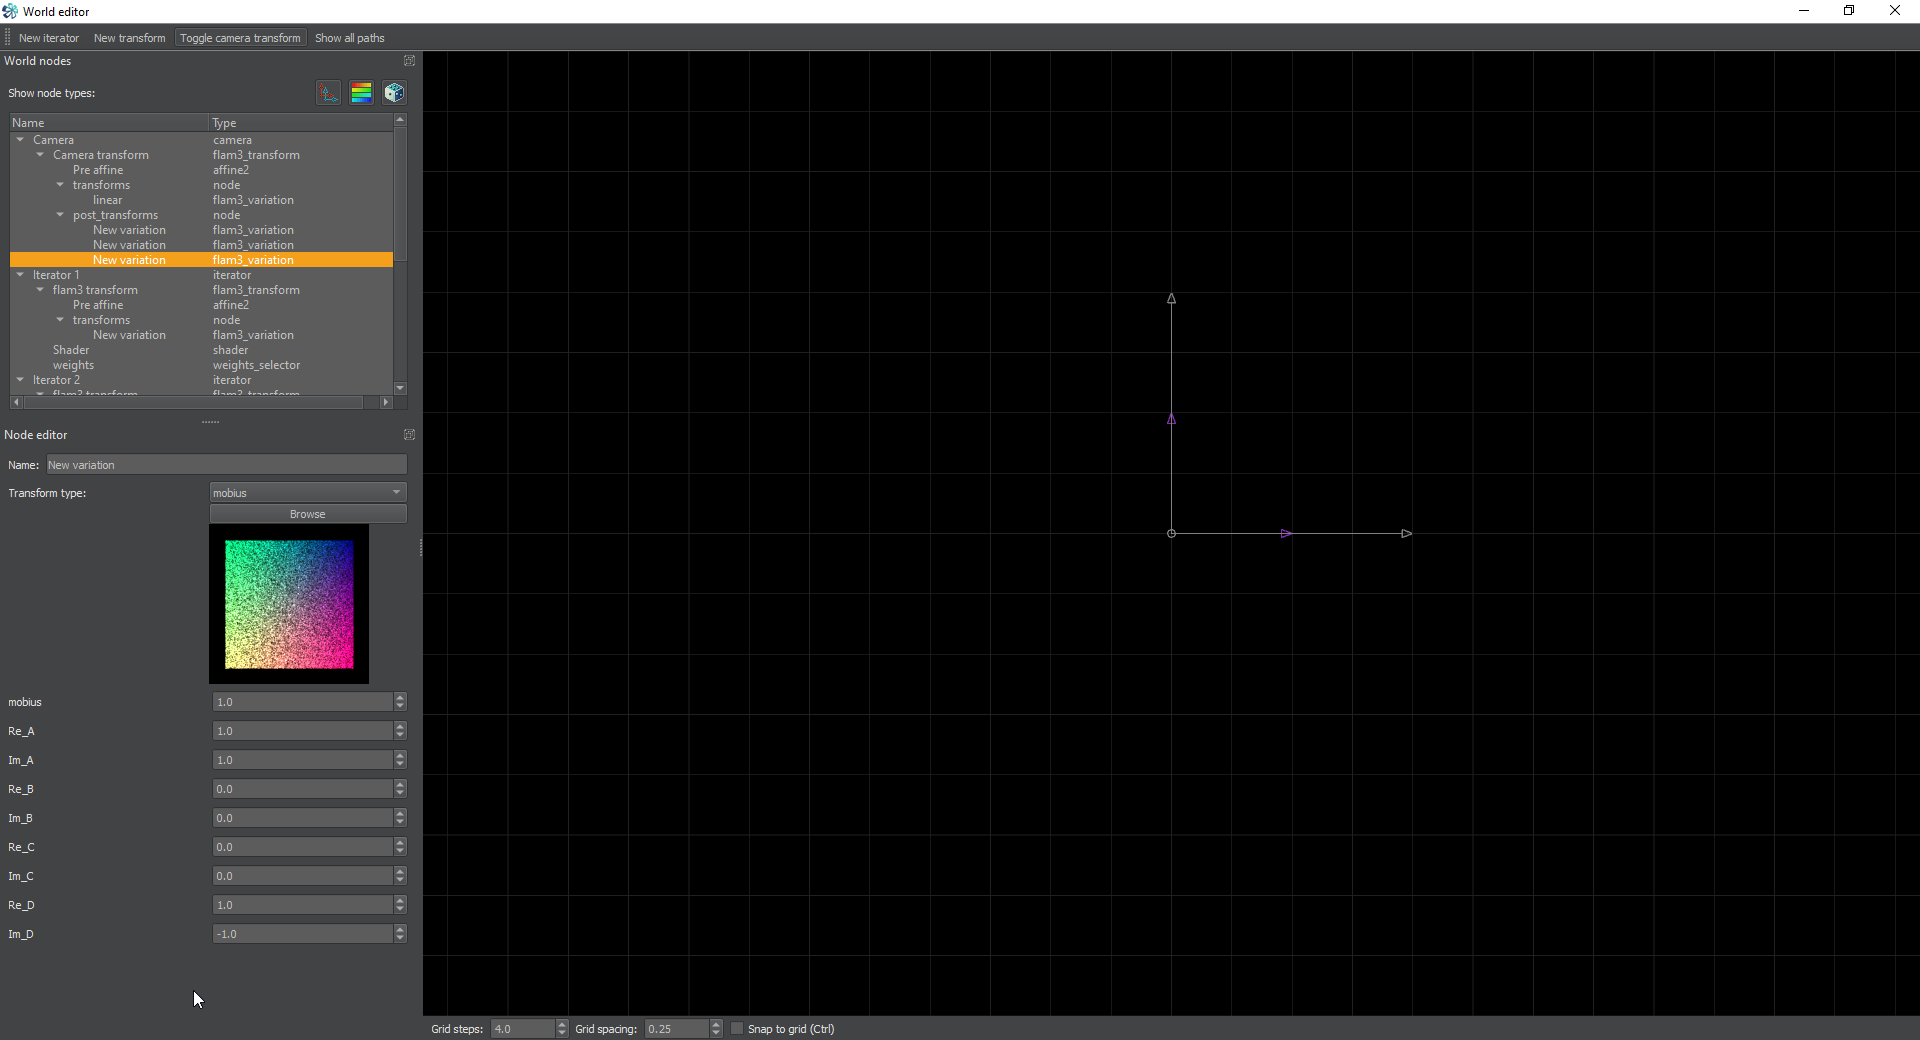 World editor
New iterator New transform Toggle camera transform Show all paths
World nodes
Show node types:
Name Type
Camera camera
Camera transform flam3_transform
Pre affine affine2
transforms node
linear flam3_variation
post_transforms node
New variation flam3_variation
New variation flam3_variation
New variation flam3_variation
Iterator 1 iterator
flam3 transform flam3_transform
Pre affine affine2
transforms node
New variation flam3_variation
Shader shader
weights weights_selector
Iterator 2 iterator
flam3 transform flam3_transform
Node editor
Name: New variation
Transform type: mobius
Browse
mobius 1.0
Re_A 1.0
Im_A 1.0
Re_B 0.0
Im_B 0.0
Re_C 0.0
Im_C 0.0
Re_D 1.0
Im_D -1.0
Grid steps: 4.0 Grid spacing: 0.25 Snap to grid (Ctrl)